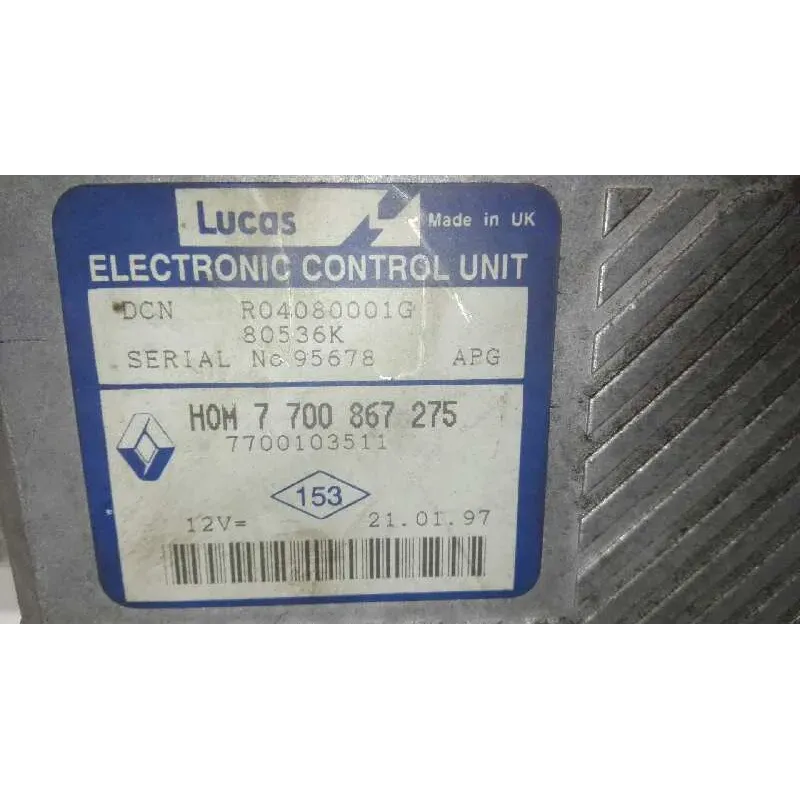 Lucas Made in UK
ELECTRONIC CONTROL UNIT
DCN R04080001G
80536K
SERIAL No 95678 APG
HOM 7 700 867 275
7700103511
153
12V= 21.01.97